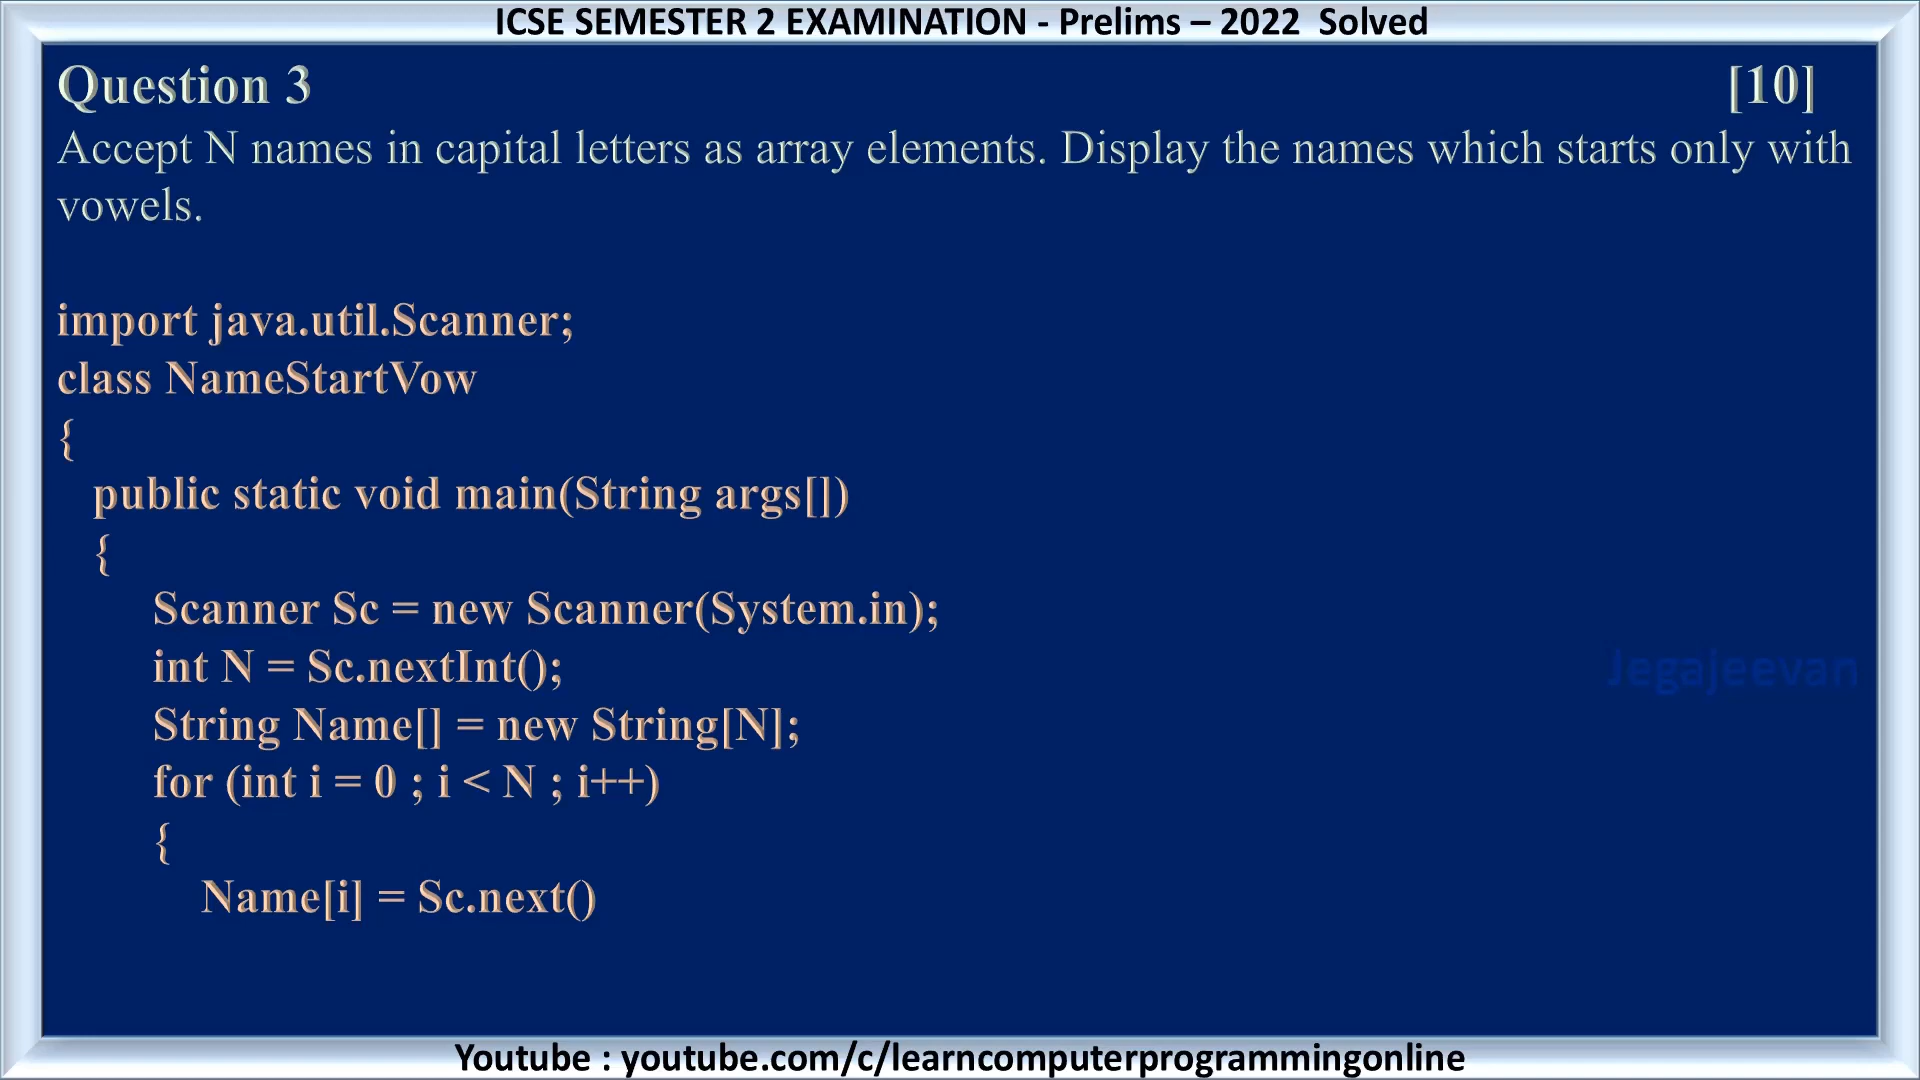 ICSE SEMESTER 2 EXAMINATION - Prelims – 2022 Solved
Question 3 [10]
Accept N names in capital letters as array elements. Display the names which starts only with
vowels.
import java.util.Scanner;
class NameStartVow
{
public static void main(String args[])
{
Scanner Sc = new Scanner(System.in);
int N = Sc.nextInt();
Jegajeevan
String Name[] = new String[N];
for (int i = 0 ; i < N ; i++)
{
Name[i] = Sc.next()
Youtube : youtube.com/c/learncomputerprogrammingonline